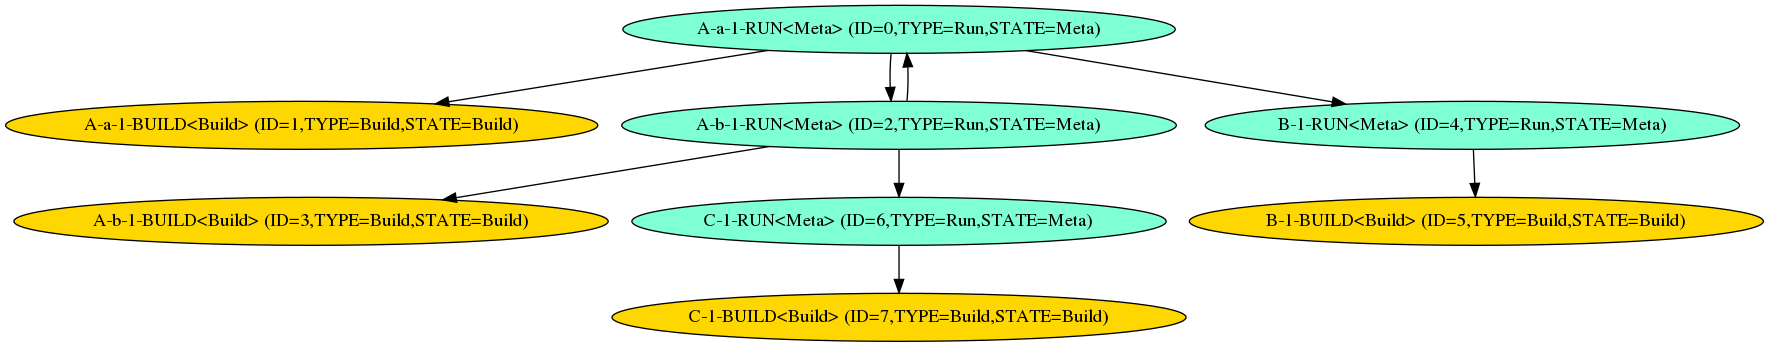 A-a-1-RUN<Meta> (ID=0,TYPE=Run,STATE=Meta)
A-a-1-BUILD<Build> (ID=1,TYPE=Build,STATE=Build)
A-b-1-RUN<Meta> (ID=2,TYPE=Run,STATE=Meta)
B-1-RUN<Meta> (ID=4,TYPE=Run,STATE=Meta)
A-b-1-BUILD<Build> (ID=3,TYPE=Build,STATE=Build)
C-1-RUN<Meta> (ID=6,TYPE=Run,STATE=Meta)
B-1-BUILD<Build> (ID=5,TYPE=Build,STATE=Build)
C-1-BUILD<Build> (ID=7,TYPE=Build,STATE=Build)